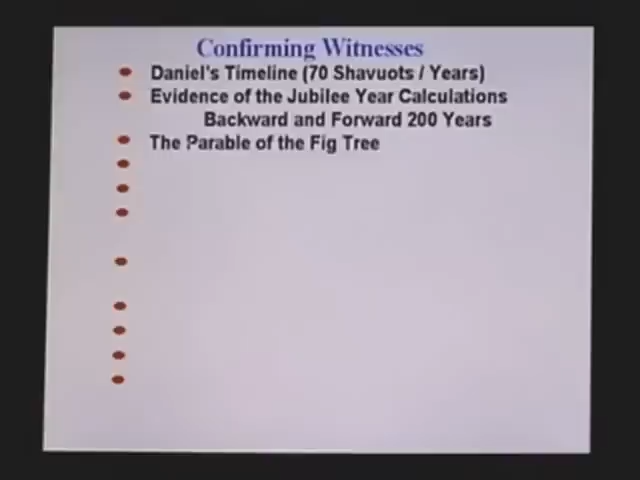 Confirming Witnesses
Daniel's Timeline (70 Shavuots / Years)
Evidence of the Jubilee Year Calculations
Backward and Forward 200 Years
The Parable of the Fig Tree